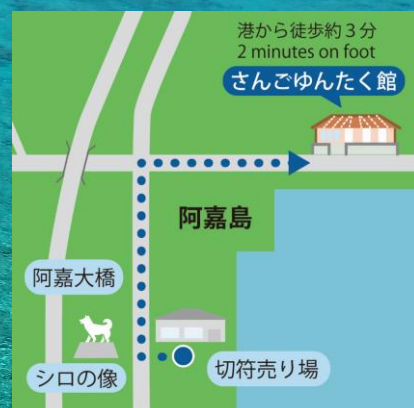 港から徒歩約３分
2 minutes on foot
さんごゆんたく館
阿嘉島
阿嘉大橋
シロの像
切符売り場